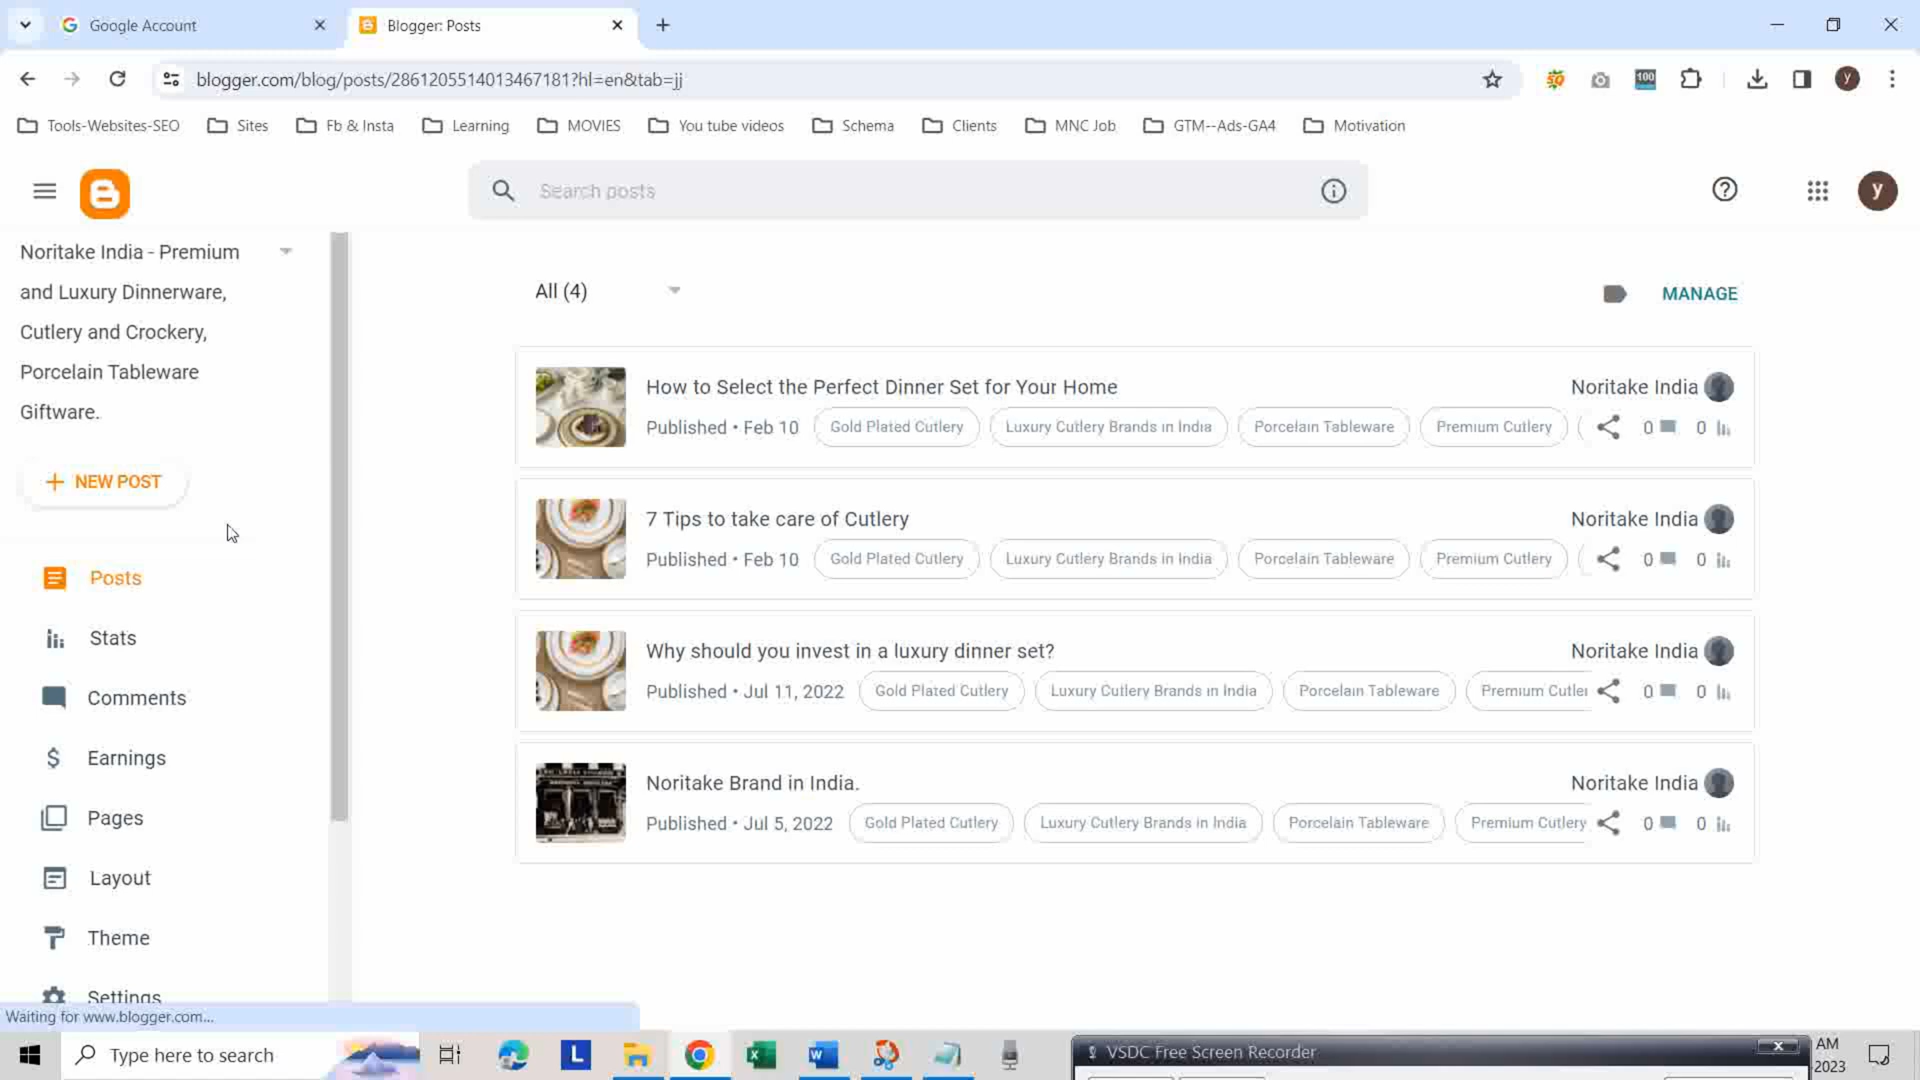 Google Account
Blogger: Posts
blogger.com/blog/posts/2861205514013467181?hl=en&tab=jj
100
y
Tools-Websites-SEO
Sites
Fb & Insta
Learning
MOVIES
You tube videos
Schema
Clients
MNC Job
GTM--Ads-GA4
Motivation
Search posts
y
Noritake India - Premium
and Luxury Dinnerware,
Cutlery and Crockery,
Porcelain Tableware
Giftware.
NEW POST
Posts
Stats
Comments
Earnings
Pages
Layout
Theme
Settings
All (4)
MANAGE
How to Select the Perfect Dinner Set for Your Home
Noritake India
Published • Feb 10
Gold Plated Cutlery
Luxury Cutlery Brands in India
Porcelain Tableware
Premium Cutlery
0
0
7 Tips to take care of Cutlery
Noritake India
Published • Feb 10
Gold Plated Cutlery
Luxury Cutlery Brands in India
Porcelain Tableware
Premium Cutlery
0
0
Why should you invest in a luxury dinner set?
Noritake India
Published • Jul 11, 2022
Gold Plated Cutlery
Luxury Cutlery Brands in India
Porcelain Tableware
Premium Cutler
0
0
Noritake Brand in India.
Noritake India
Published • Jul 5, 2022
Gold Plated Cutlery
Luxury Cutlery Brands in India
Porcelain Tableware
Premium Cutlery
0
0
Waiting for www.blogger.com...
Type here to search
VSDC Free Screen Recorder
AM
2023